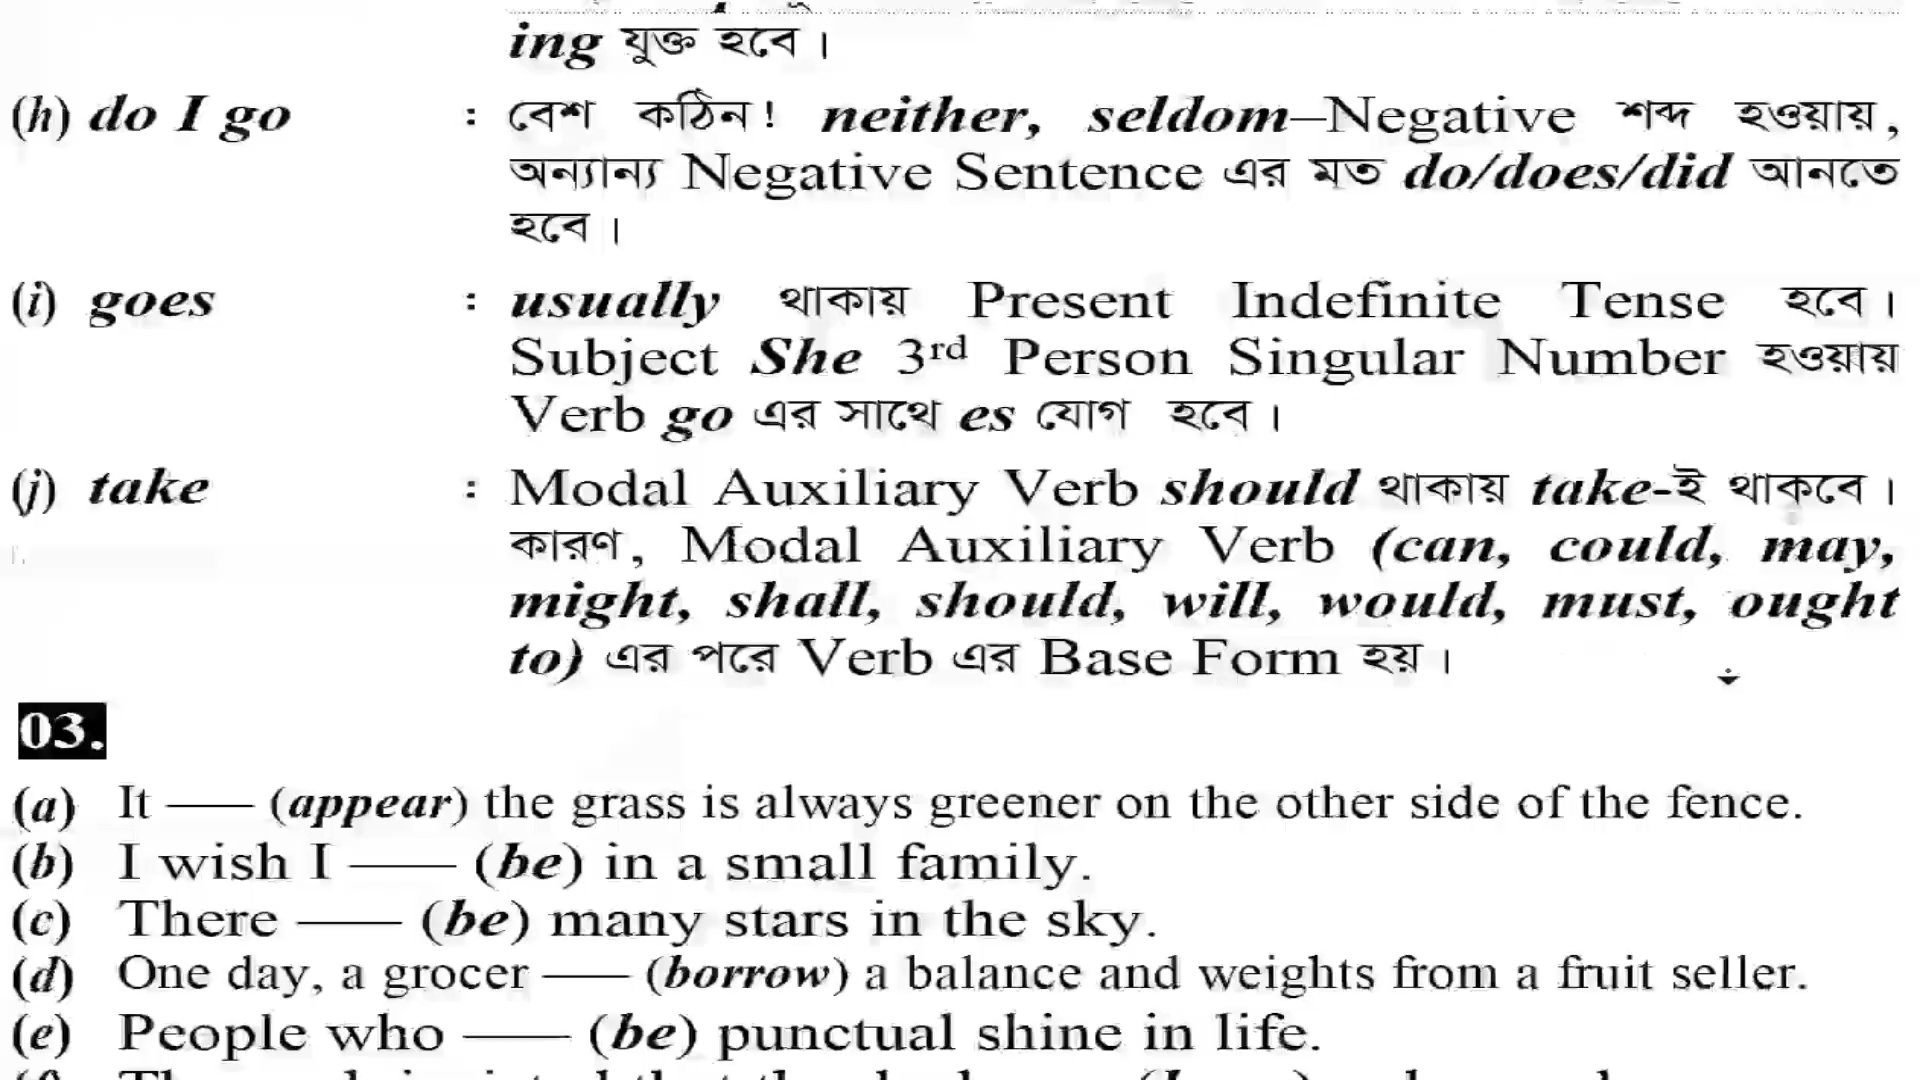 ing যুক্ত হবে।
(h) do I go : বেশ কঠিন! neither, seldom–Negative শব্দ হওয়ায়,
অন্যান্য Negative Sentence এর মত do/does/did আনতে
হবে।
(i) goes : usually থাকায় Present Indefinite Tense হবে।
Subject She 3rd Person Singular Number হওয়ায়
Verb go এর সাথে es যোগ হবে।
(j) take : Modal Auxiliary Verb should থাকায় take-ই থাকবে।
কারণ, Modal Auxiliary Verb (can, could, may,
might, shall, should, will, would, must, ought
to) এর পরে Verb এর Base Form হয়।
03.
(a) It —— (appear) the grass is always greener on the other side of the fence.
(b) I wish I —— (be) in a small family.
(c) There —— (be) many stars in the sky.
(d) One day, a grocer —— (borrow) a balance and weights from a fruit seller.
(e) People who —— (be) punctual shine in life.